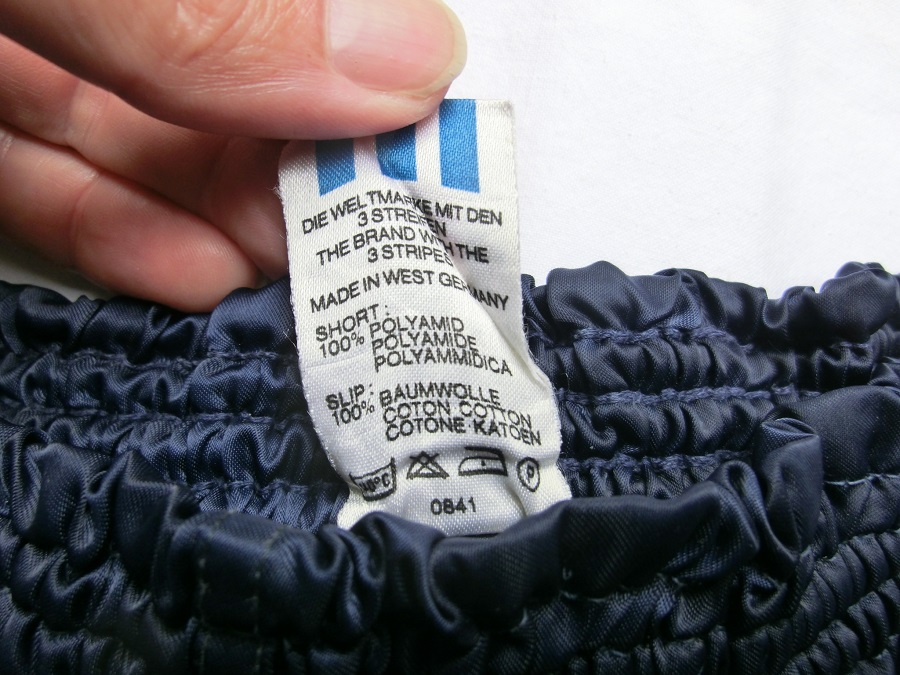 DIE WELTMARKE MIT DEN
3 STREIFEN
THE BRAND WITH THE
3 STRIPES
MADE IN WEST GERMANY
SHORT:
100% POLYAMID
POLYAMIDE
POLYAMMIDICA
SLIP:
100% BAUMWOLLE
COTON COTTON
COTONE KATOEN
P
0841